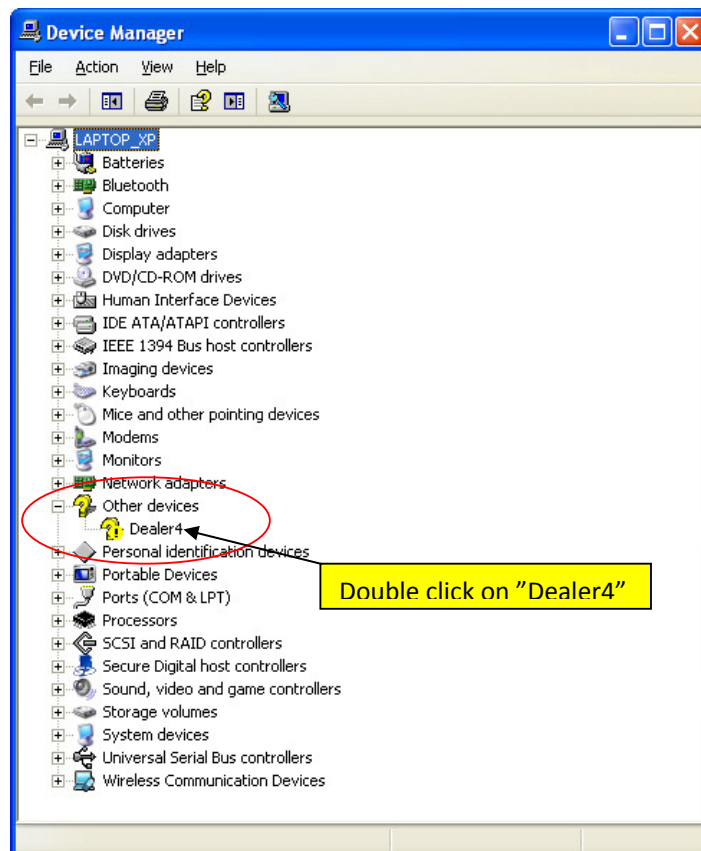 Device Manager
File Action View Help
LAPTOP_XP
Batteries
Bluetooth
Computer
Disk drives
Display adapters
DVD/CD-ROM drives
Human Interface Devices
IDE ATA/ATAPI controllers
IEEE 1394 Bus host controllers
Imaging devices
Keyboards
Mice and other pointing devices
Modems
Monitors
Network adapters
Other devices
Dealer4
Personal identification devices
Portable Devices
Ports (COM & LPT)
Double click on ”Dealer4”
Processors
SCSI and RAID controllers
Secure Digital host controllers
Sound, video and game controllers
Storage volumes
System devices
Universal Serial Bus controllers
Wireless Communication Devices